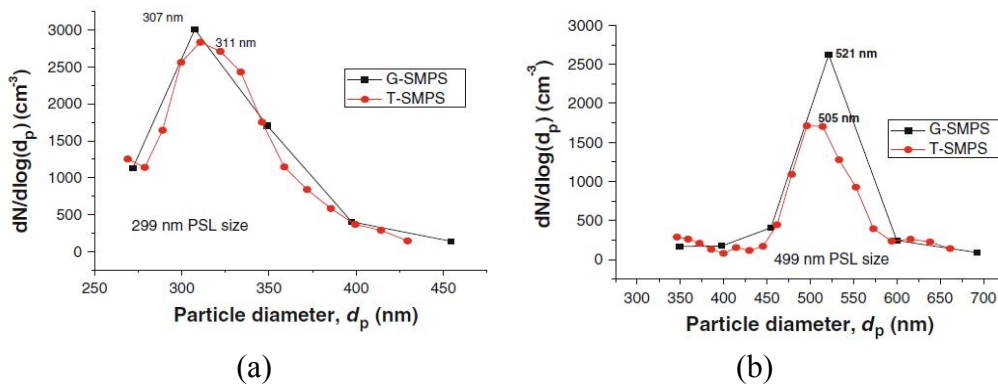 dN/dlog(dp) (cm-3)
3000
2500
2000
1500
1000
500
0
307 nm
311 nm
G-SMPS
T-SMPS
299 nm PSL size
250 300 350 400 450
Particle diameter, dp (nm)
(a)
dN/dlog(dp) (cm-3)
3000
2500
2000
1500
1000
500
0
521 nm
505 nm
G-SMPS
T-SMPS
499 nm PSL size
300 350 400 450 500 550 600 650 700
Particle diameter, dp (nm)
(b)